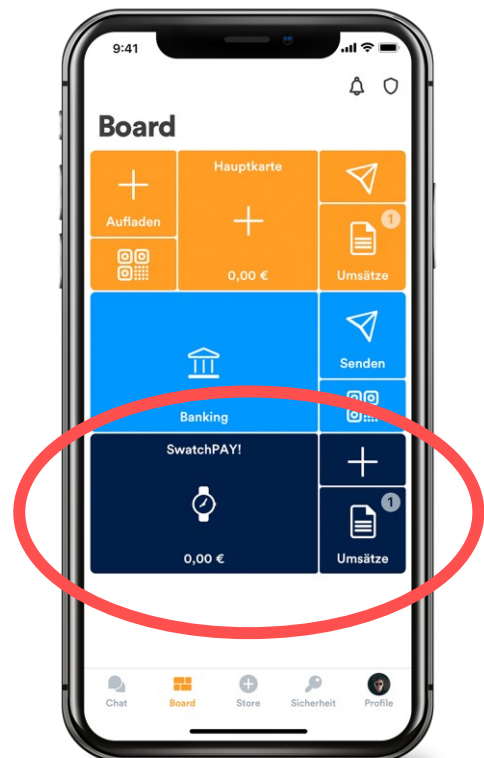 9:41
Board
Hauptkarte
Aufladen
1
0,00 €
Umsätze
Senden
Banking
SwatchPAY!
1
0,00 €
Umsätze
Chat
Board
Store
Sicherheit
Profile